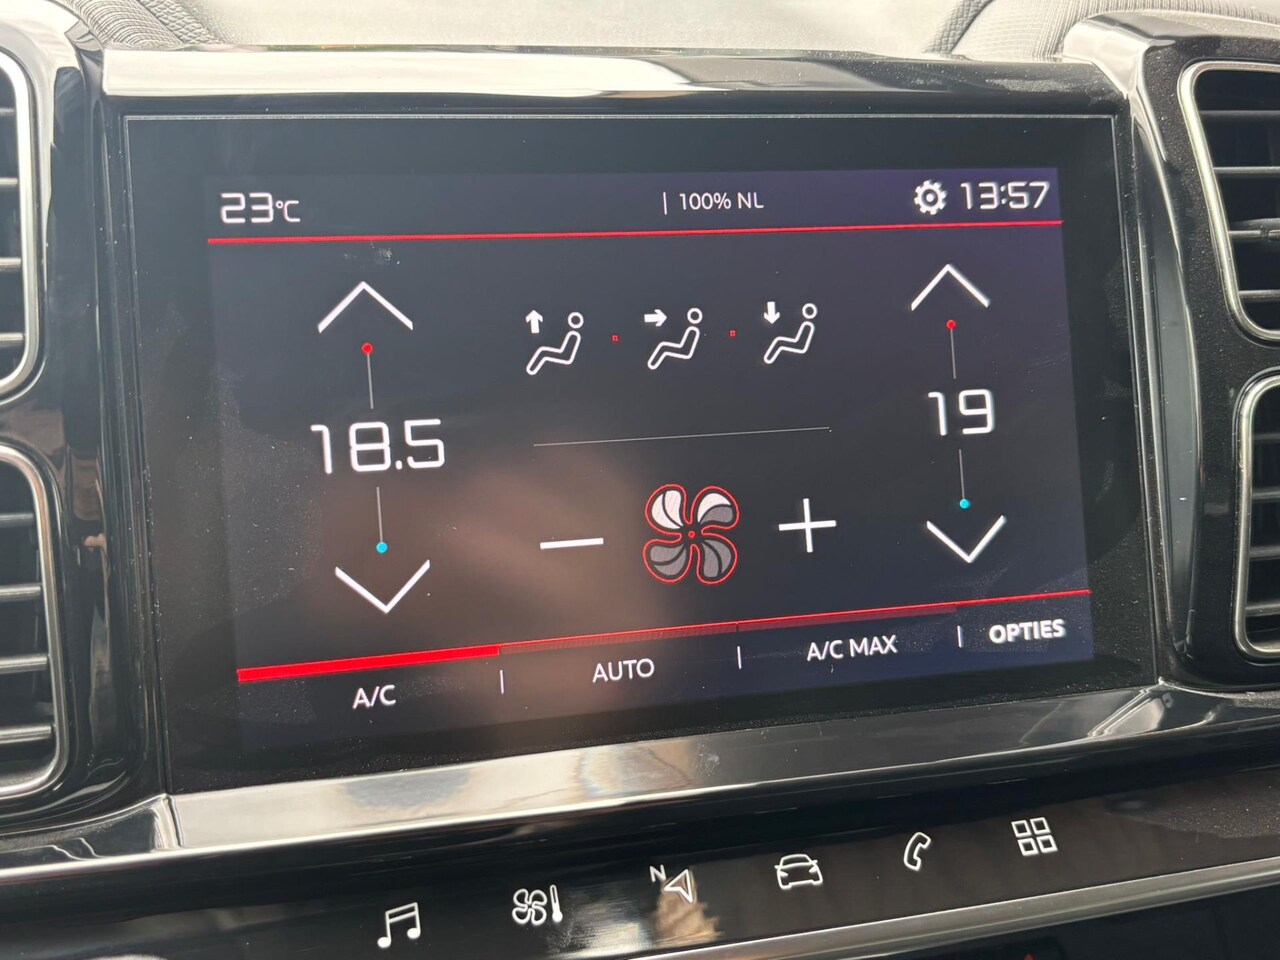 23°C | 100% NL 13:57
18.5
19
A/C | AUTO | A/C MAX | OPTIES
N